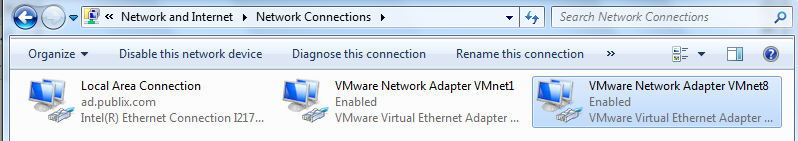 « Network and Internet ▸ Network Connections ▸ Search Network Connections
Organize Disable this network device Diagnose this connection Rename this connection »
Local Area Connection
ad.publix.com
Intel(R) Ethernet Connection I217...
VMware Network Adapter VMnet1
Enabled
VMware Virtual Ethernet Adapter ...
VMware Network Adapter VMnet8
Enabled
VMware Virtual Ethernet Adapter ...